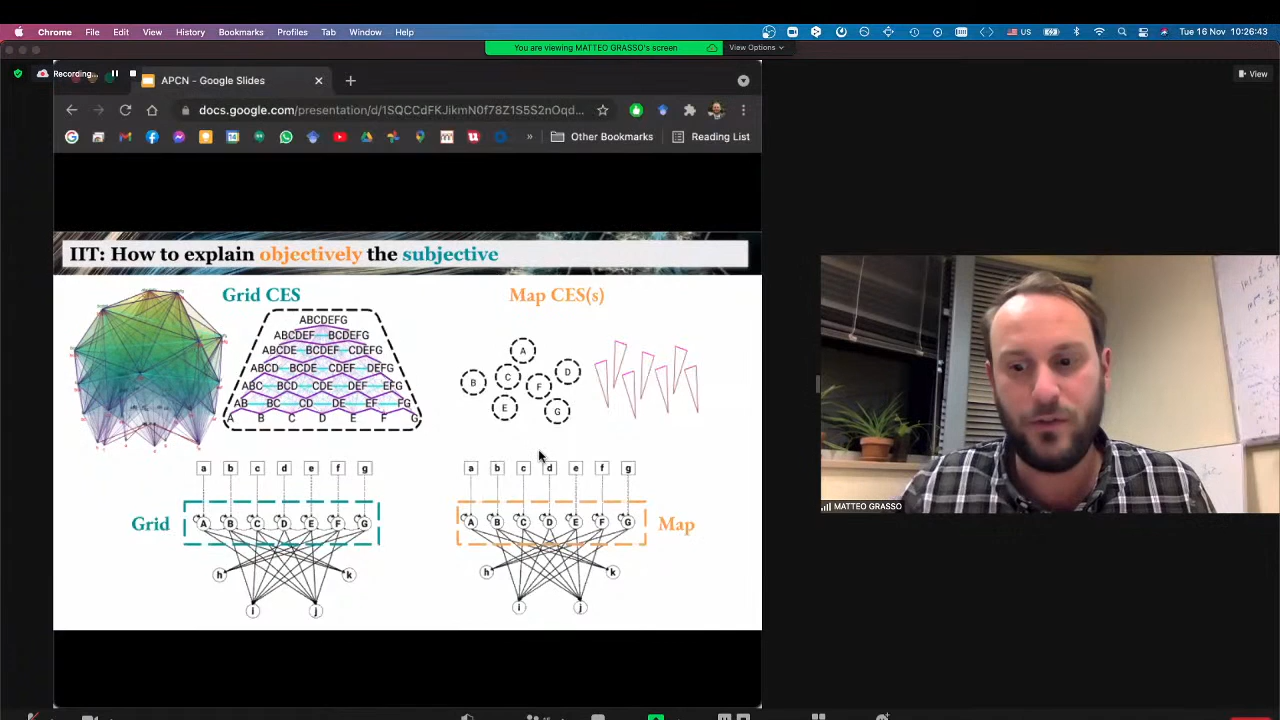 Chrome File Edit View History Bookmarks Profiles Tab Window Help US Tue 16 Nov 10:26:43
You are viewing MATTEO GRASSO's screen View Options
Recording... View
APCN - Google Slides
docs.google.com/presentation/d/1SQCCdFKJikmN0f78Z1S5S2nOqd...
Other Bookmarks Reading List
IIT: How to explain objectively the subjective
Grid CES Map CES(s)
ABCDEFG
ABCDEF BCDEFG
ABCDE BCDEF CDEFG
ABCD BCDE CDEF DEFG
ABC BCD CDE DEF EFG
AB BC CD DE EF FG
A B C D E F G
A
B C F D
E G
a b c d e f g a b c d e f g
Grid A B C D E F G A B C D E F G Map
h k h k
i j i j
MATTEO GRASSO